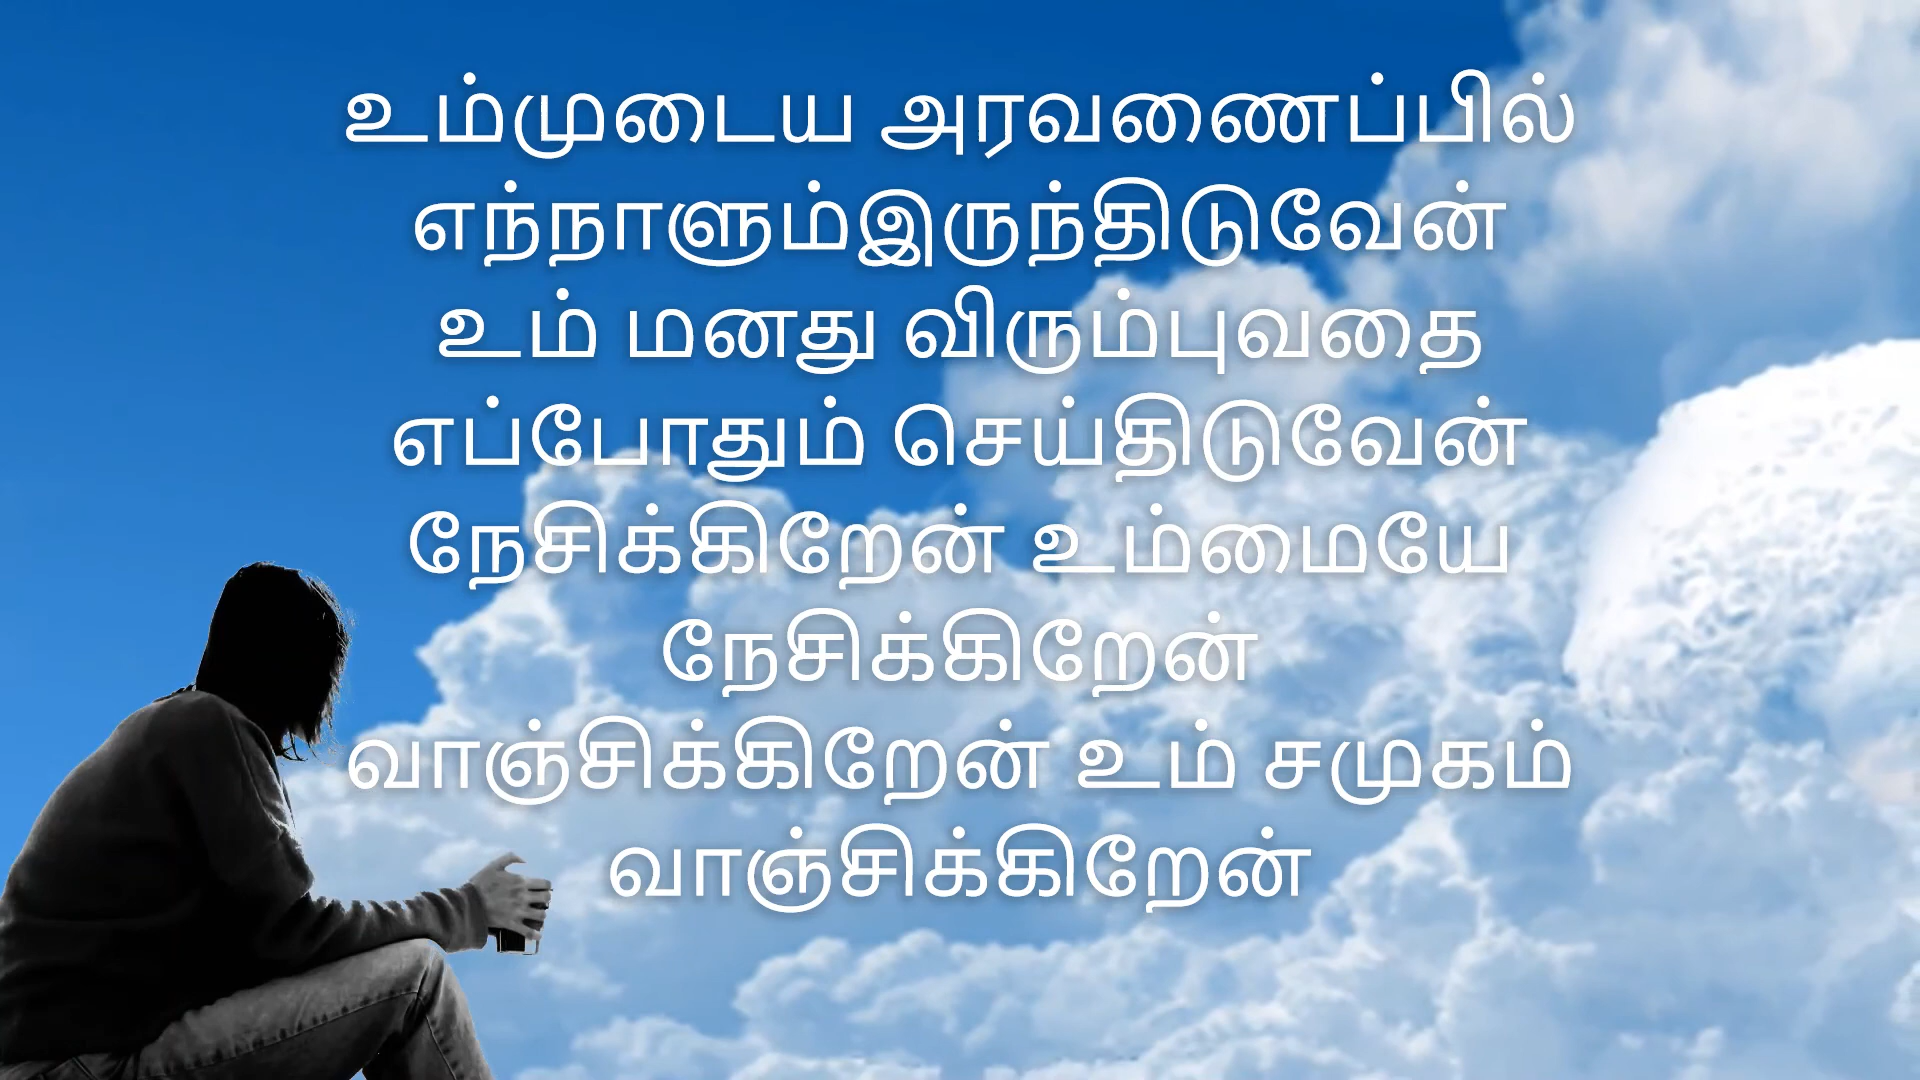 உம்முடைய அரவணைப்பில்
எந்நாளும்இருந்திடுவேன்
உம் மனது விரும்புவதை
எப்போதும் செய்திடுவேன்
நேசிக்கிறேன் உம்மையே
நேசிக்கிறேன்
வாஞ்சிக்கிறேன் உம் சமுகம்
வாஞ்சிக்கிறேன்